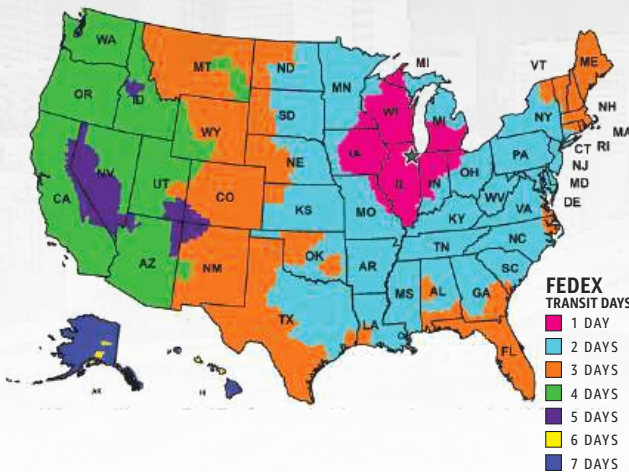 WA
OR
CA
NV
ID
MT
WY
UT
AZ
CO
NM
ND
SD
NE
KS
OK
TX
MN
IA
MO
AR
LA
WI
IL
MI
MI
IN
OH
KY
TN
MS
AL
GA
FL
SC
NC
VA
WV
PA
NY
VT
ME
NH
MA
RI
CT
NJ
MD
DE
AK
HI
FEDEX
TRANSIT DAYS
1 DAY
2 DAYS
3 DAYS
4 DAYS
5 DAYS
6 DAYS
7 DAYS